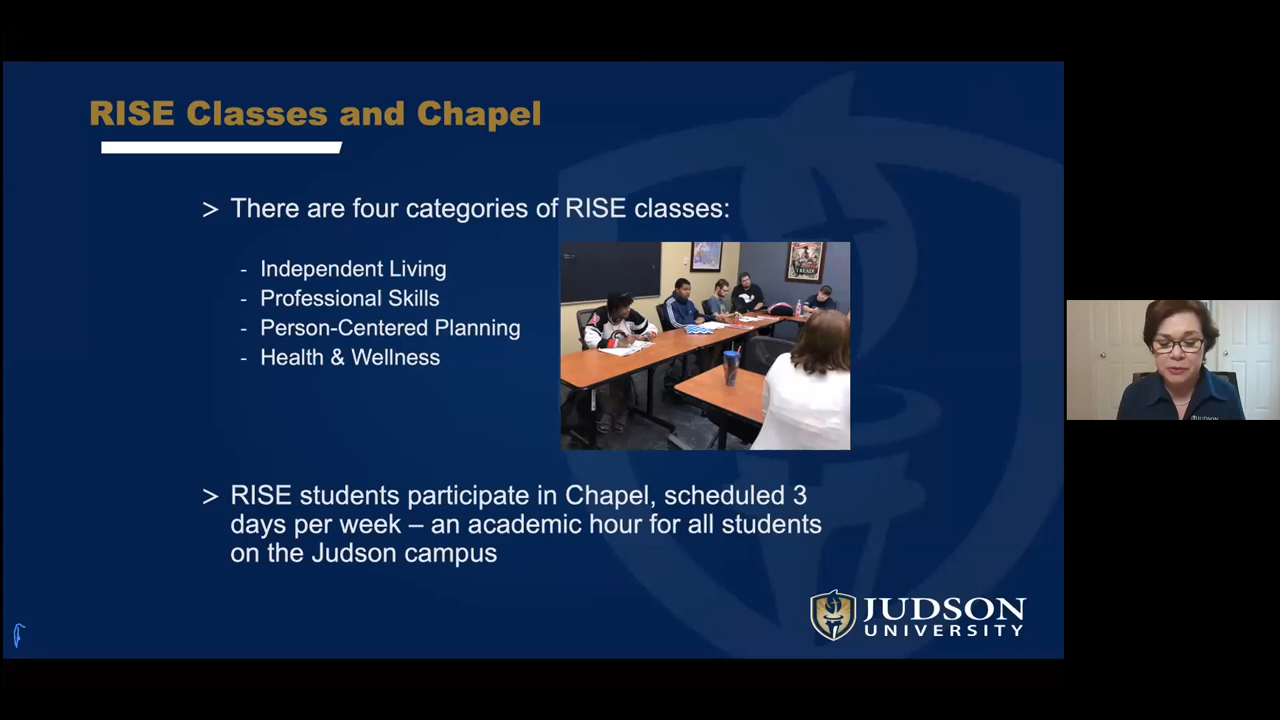 RISE Classes and Chapel
> There are four categories of RISE classes:
- Independent Living
- Professional Skills
- Person-Centered Planning
- Health & Wellness
> RISE students participate in Chapel, scheduled 3
days per week – an academic hour for all students
on the Judson campus
JUDSON
UNIVERSITY
JUDSON